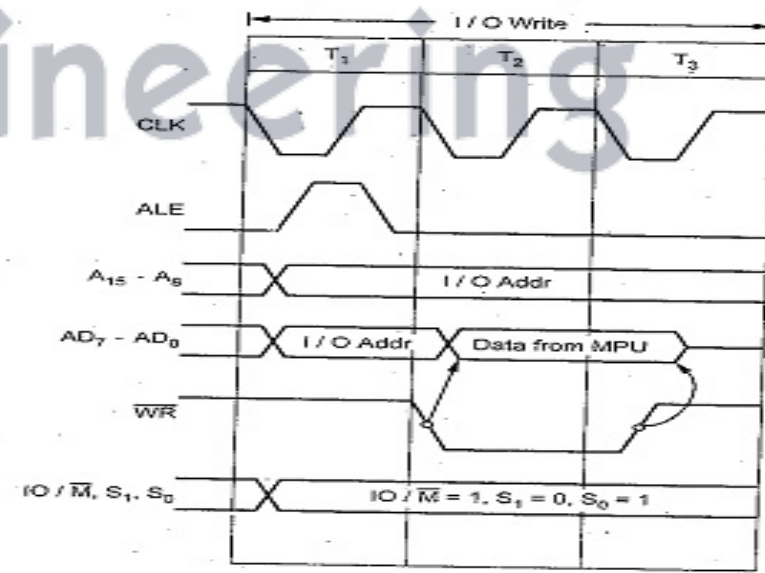 I / O Write
ineering
T₁ T₂ T₃
CLK
ALE
A₁₅ - A₈ I / O Addr
AD₇ - AD₀ I / O Addr Data from MPU
W̅R̅
IO / M̅, S₁, S₀ IO / M̅ = 1, S₁ = 0, S₀ = 1